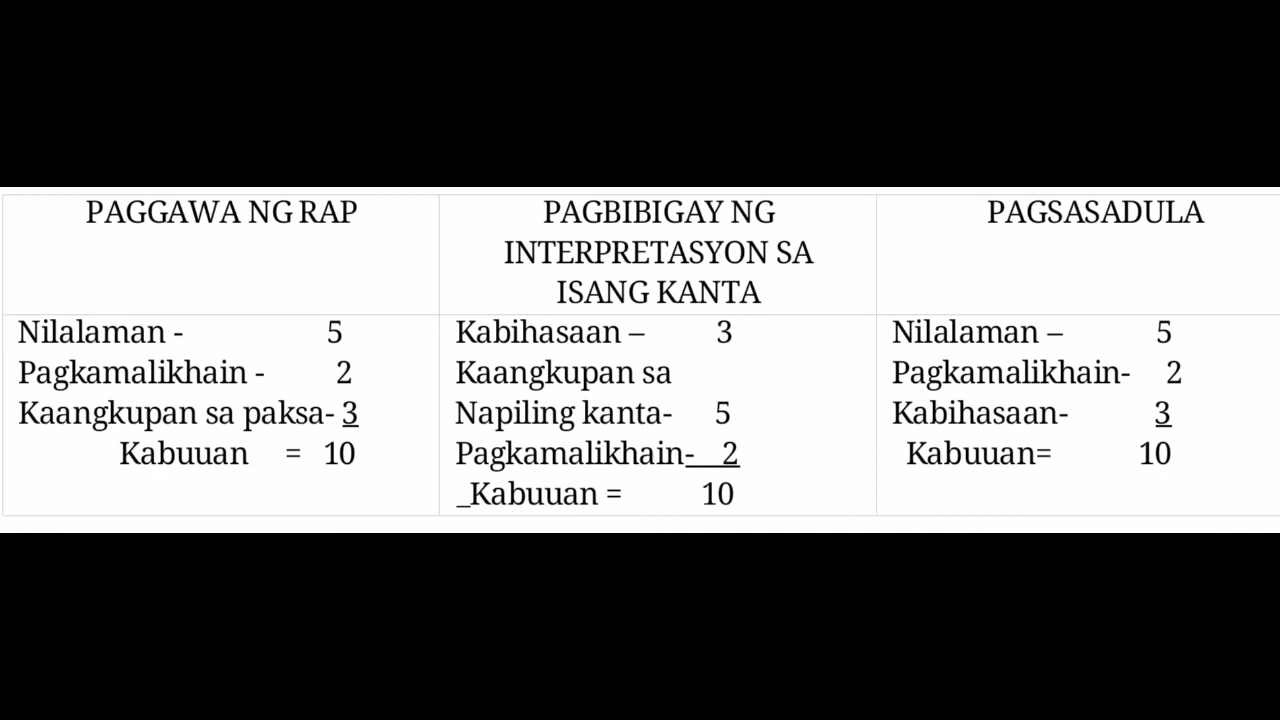 PAGGAWA NG RAP
Nilalaman - 5
Pagkamalikhain - 2
Kaangkupan sa paksa- 3
Kabuuan = 10
PAGBIBIGAY NG
INTERPRETASYON SA
ISANG KANTA
Kabihasaan – 3
Kaangkupan sa
Napiling kanta- 5
Pagkamalikhain- 2
_Kabuuan = 10
PAGSASADULA
Nilalaman – 5
Pagkamalikhain- 2
Kabihasaan- 3
Kabuuan= 10